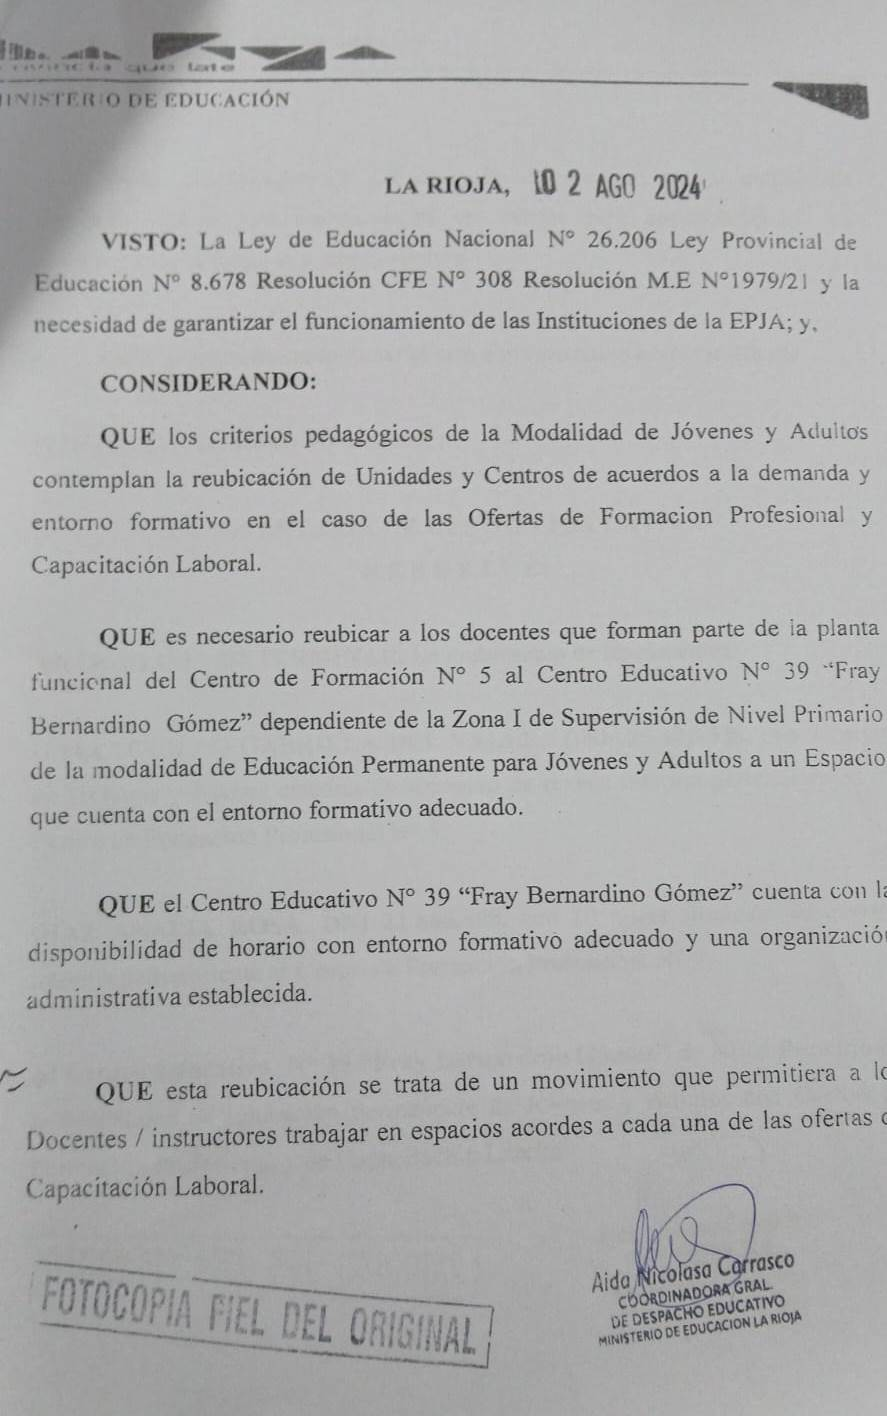 que late
MINISTERIO DE EDUCACIÓN
LA RIOJA, 02 AGO 2024
VISTO: La Ley de Educación Nacional N° 26.206 Ley Provincial de
Educación N° 8.678 Resolución CFE N° 308 Resolución M.E N°1979/21 y la
necesidad de garantizar el funcionamiento de las Instituciones de la EPJA; y,
CONSIDERANDO:
QUE los criterios pedagógicos de la Modalidad de Jóvenes y Adultos
contemplan la reubicación de Unidades y Centros de acuerdos a la demanda y
entorno formativo en el caso de las Ofertas de Formacion Profesional y
Capacitación Laboral.
QUE es necesario reubicar a los docentes que forman parte de la planta
funcional del Centro de Formación N° 5 al Centro Educativo N° 39 “Fray
Bernardino Gómez” dependiente de la Zona I de Supervisión de Nivel Primario
de la modalidad de Educación Permanente para Jóvenes y Adultos a un Espacio
que cuenta con el entorno formativo adecuado.
QUE el Centro Educativo N° 39 “Fray Bernardino Gómez” cuenta con la
disponibilidad de horario con entorno formativo adecuado y una organización
administrativa establecida.
QUE esta reubicación se trata de un movimiento que permitiera a lo
Docentes / instructores trabajar en espacios acordes a cada una de las ofertas
Capacitación Laboral.
FOTOCOPIA FIEL DEL ORIGINAL
Aida Nicolasa Carrasco
COORDINADORA GRAL.
DE DESPACHO EDUCATIVO
MINISTERIO DE EDUCACION LA RIOJA